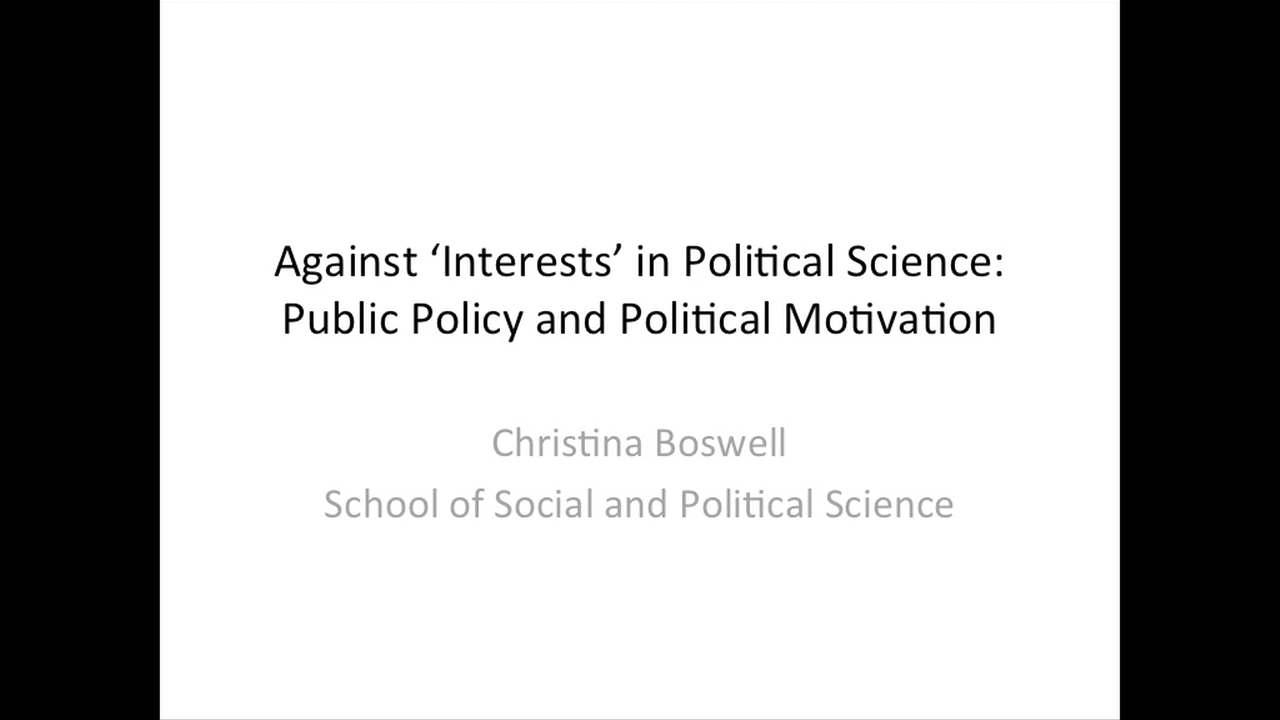 Against ‘Interests’ in Political Science:
Public Policy and Political Motivation
Christina Boswell
School of Social and Political Science